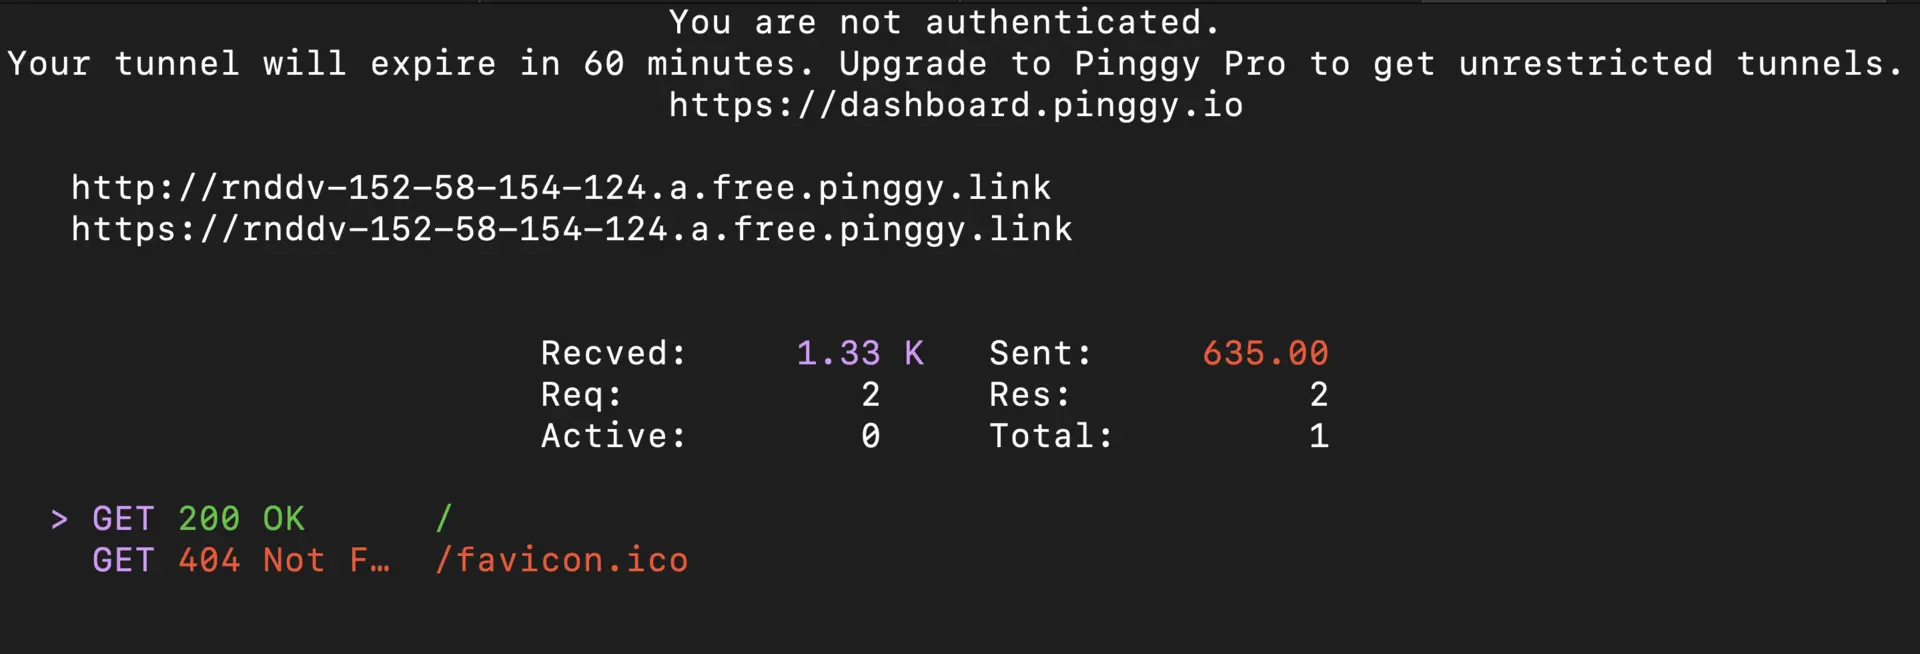 You are not authenticated.
Your tunnel will expire in 60 minutes. Upgrade to Pinggy Pro to get unrestricted tunnels.
https://dashboard.pinggy.io
http://rnddv-152-58-154-124.a.free.pinggy.link
https://rnddv-152-58-154-124.a.free.pinggy.link
Recved: 1.33 K Sent: 635.00
Req: 2 Res: 2
Active: 0 Total: 1
> GET 200 OK /
GET 404 Not F… /favicon.ico